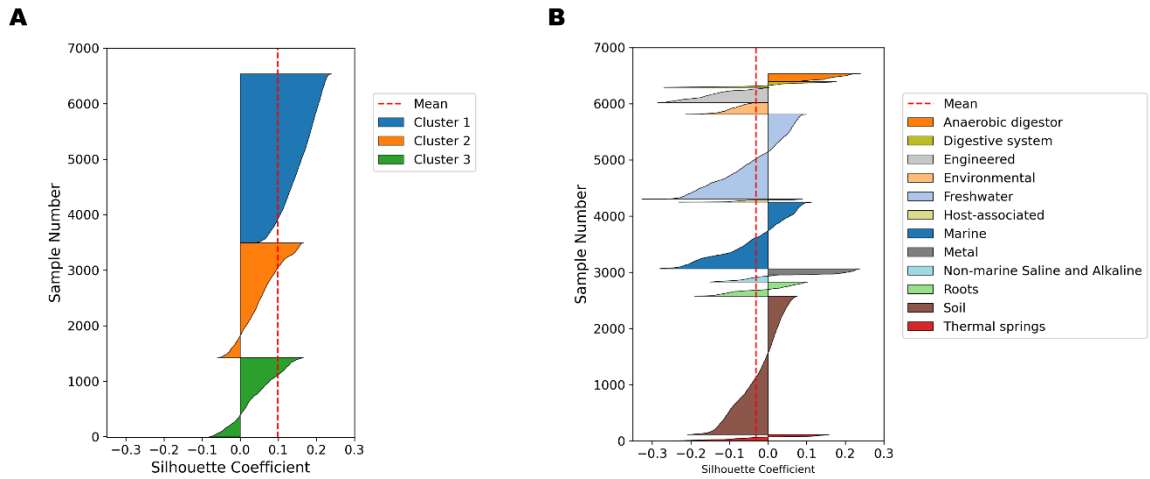 A
B
7000
6000
5000
4000
3000
2000
1000
0
Sample Number
−0.3 −0.2 −0.1 0.0 0.1 0.2 0.3
Silhouette Coefficient
Mean
Cluster 1
Cluster 2
Cluster 3
7000
6000
5000
4000
3000
2000
1000
0
Sample Number
−0.3 −0.2 −0.1 0.0 0.1 0.2 0.3
Silhouette Coefficient
Mean
Anaerobic digestor
Digestive system
Engineered
Environmental
Freshwater
Host-associated
Marine
Metal
Non-marine Saline and Alkaline
Roots
Soil
Thermal springs